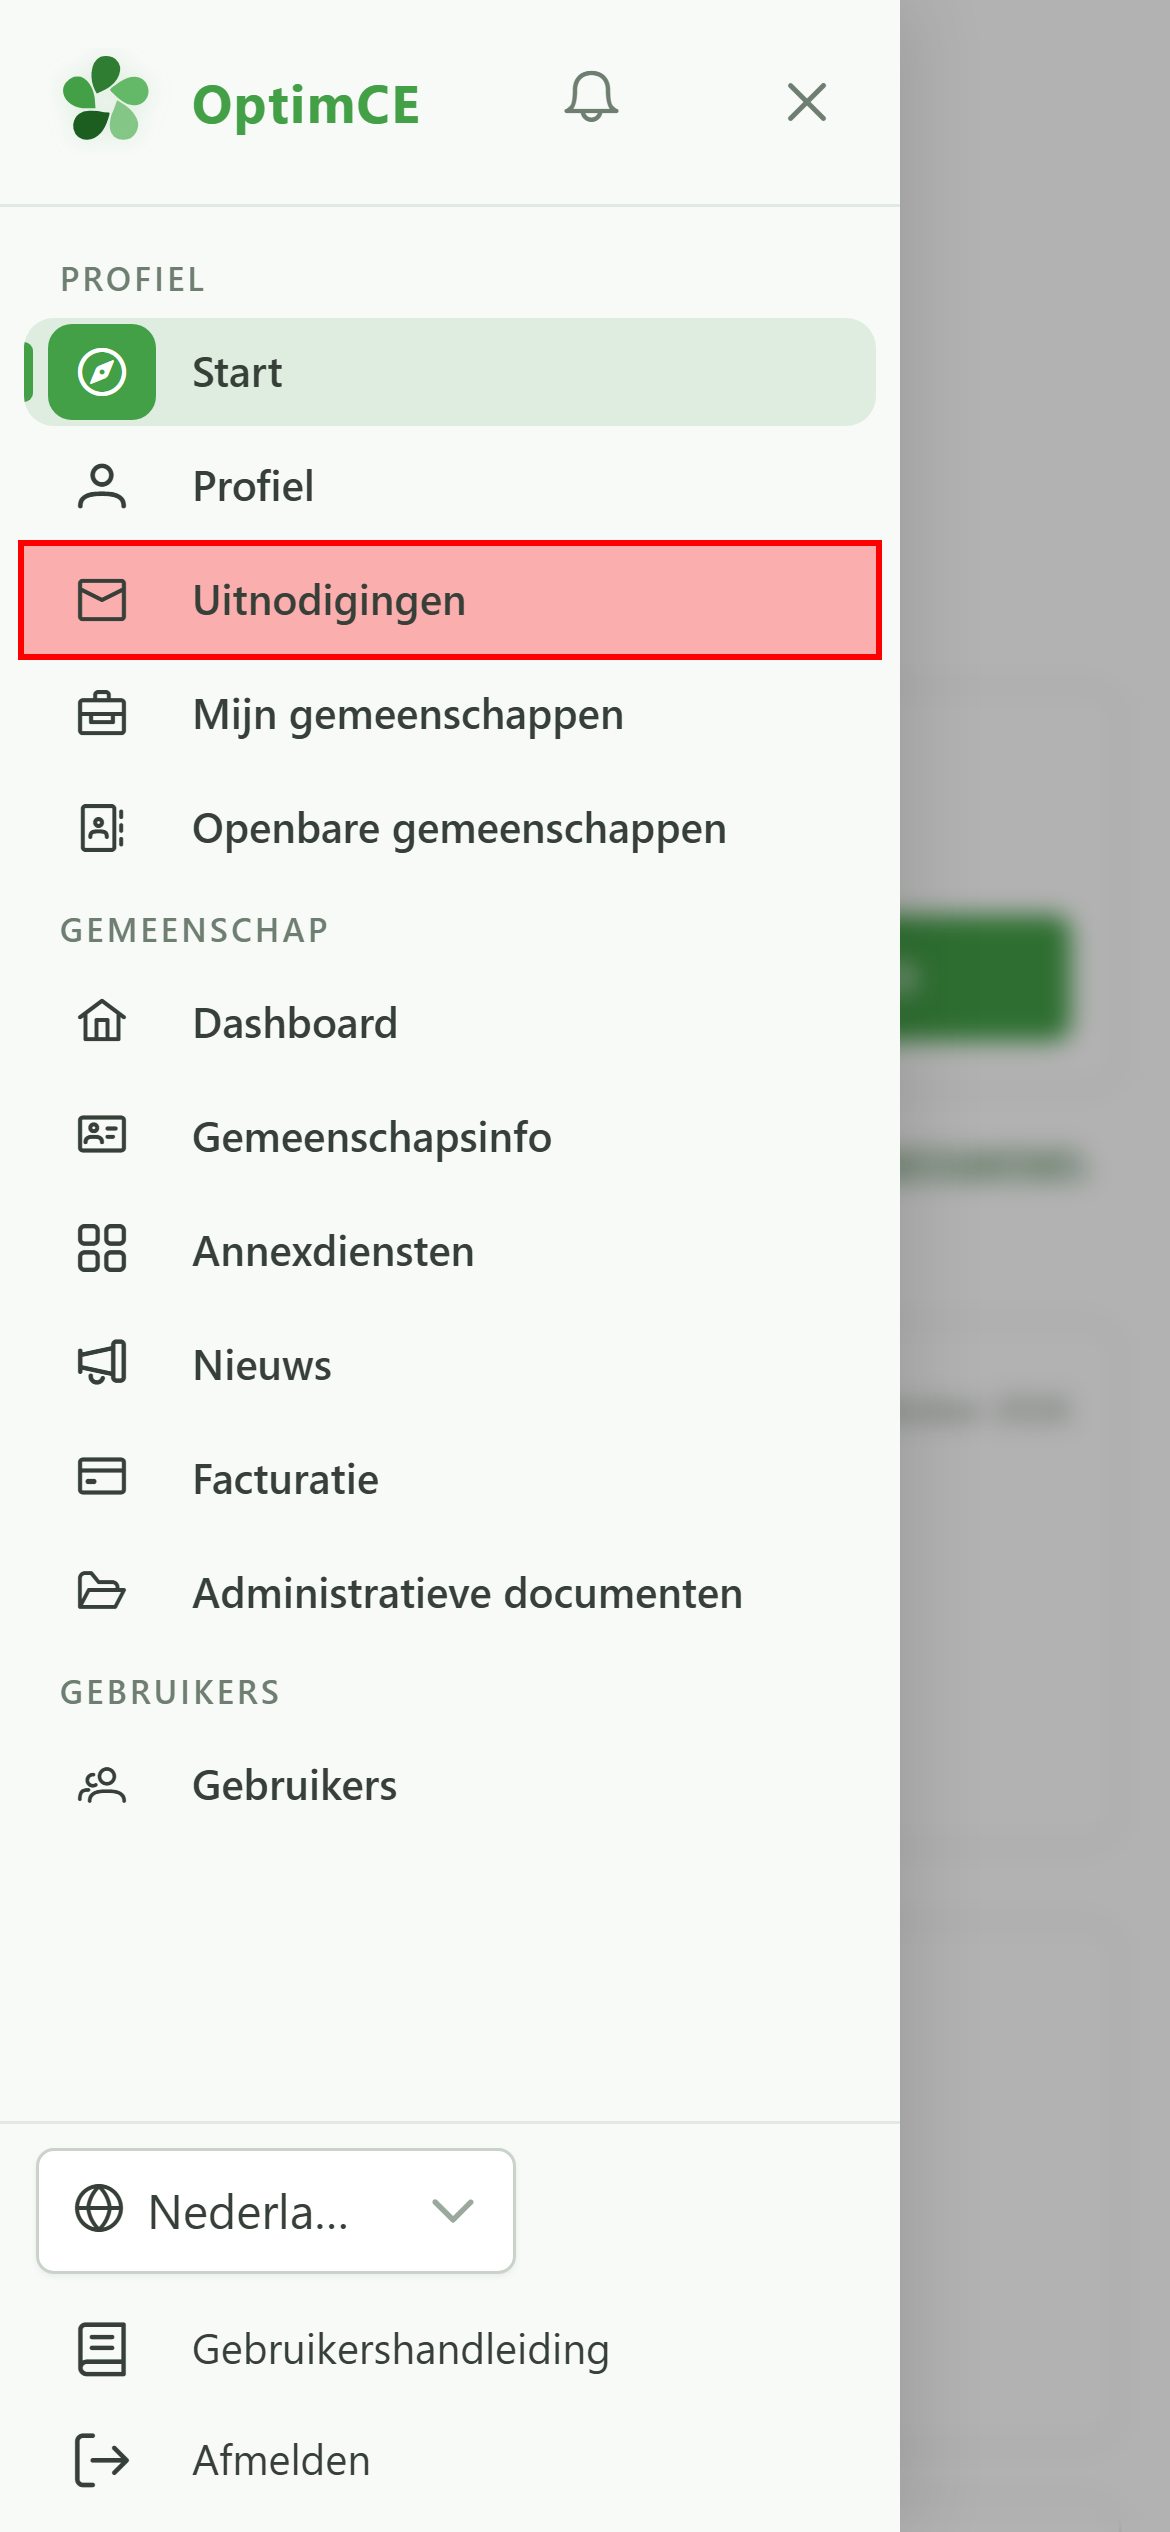 OptimCE
PROFIEL
Start
Profiel
Uitnodigingen
Mijn gemeenschappen
Openbare gemeenschappen
GEMEENSCHAP
Dashboard
Gemeenschapsinfo
Annexdiensten
Nieuws
Facturatie
Administratieve documenten
GEBRUIKERS
Gebruikers
Nederla...
Gebruikershandleiding
Afmelden